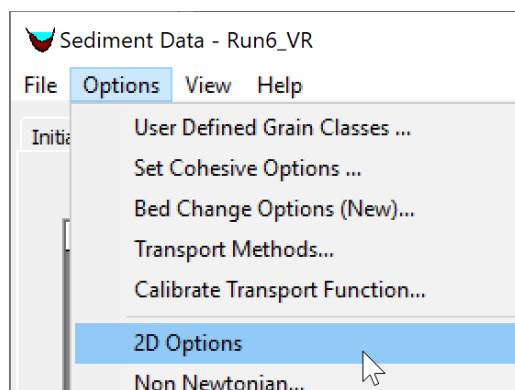 Sediment Data - Run6_VR
File Options View Help
User Defined Grain Classes ...
Set Cohesive Options ...
Bed Change Options (New)...
Transport Methods...
Calibrate Transport Function...
2D Options
Non Newtonian...